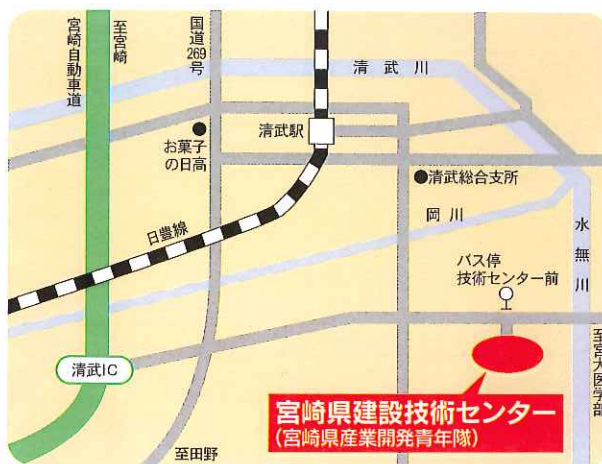 宮崎自動車道
至宮崎
国道269号
清武川
清武駅
お菓子
の日高
清武総合支所
岡川
日豊線
水無川
バス停
技術センター前
清武IC
至宮大医学部
宮崎県建設技術センター
(宮崎県産業開発青年隊)
至田野